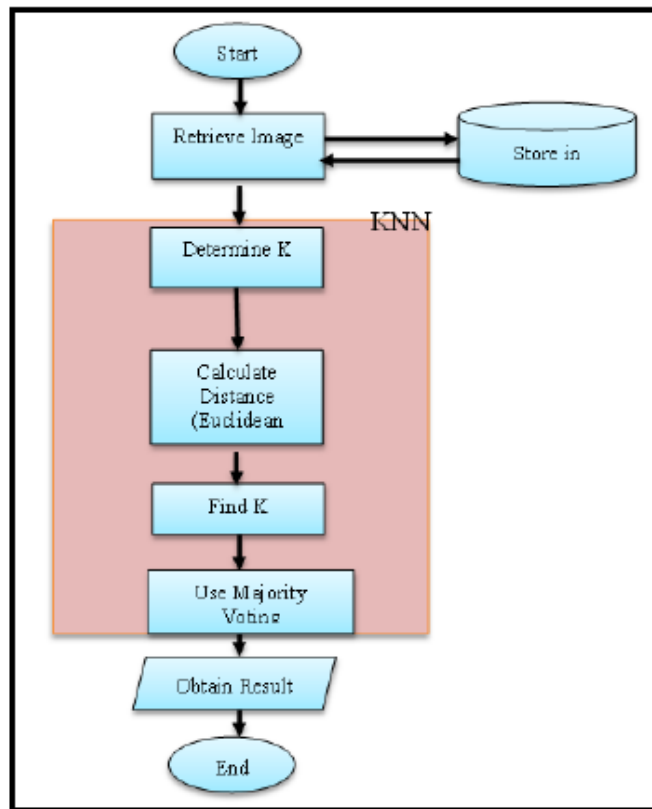 Start
Retrieve Image
Store in
KNN
Determine K
Calculate
Distance
(Euclidean
Find K
Use Majority
Voting
Obtain Result
End